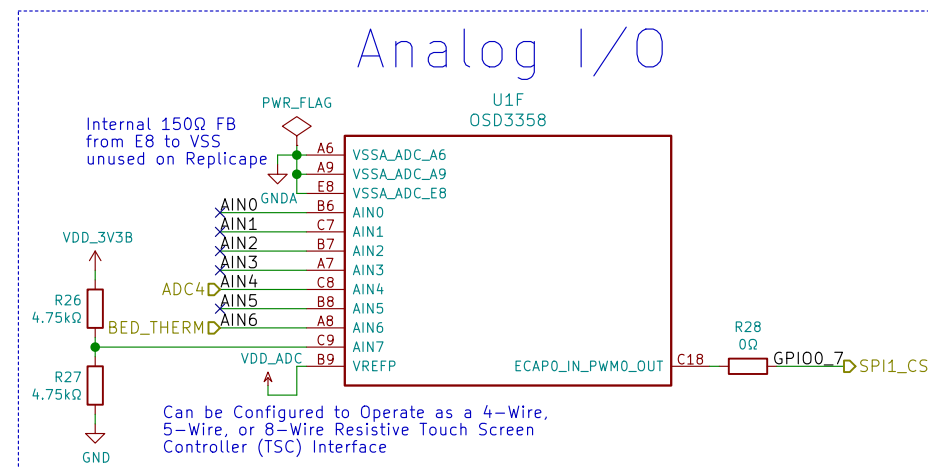 Analog I/O
PWR_FLAG
U1F
OSD3358
Internal 150Ω FB
from E8 to VSS
unused on Replicape
GNDA
A6 VSSA_ADC_A6
A9 VSSA_ADC_A9
E8 VSSA_ADC_E8
AIN0 B6 AIN0
AIN1 C7 AIN1
AIN2 B7 AIN2
AIN3 A7 AIN3
ADC4 AIN4 C8 AIN4
AIN5 B8 AIN5
BED_THERM AIN6 A8 AIN6
C9 AIN7
VDD_ADC B9 VREFP
VDD_3V3B
R26
4.75kΩ
R27
4.75kΩ
GND
ECAP0_IN_PWM0_OUT C18
R28
0Ω
GPIO0_7 SPI1_CS
Can be Configured to Operate as a 4-Wire,
5-Wire, or 8-Wire Resistive Touch Screen
Controller (TSC) Interface